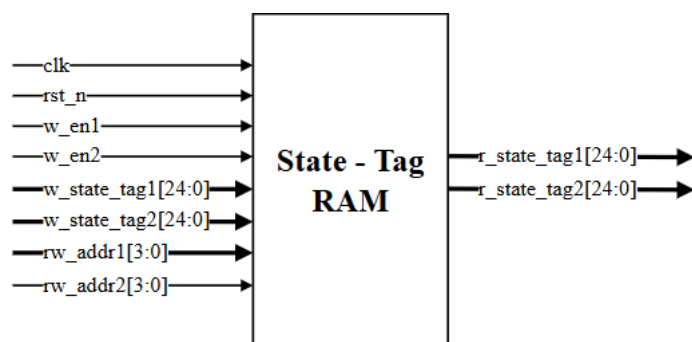 clk
rst_n
w_en1
w_en2
w_state_tag1[24:0]
w_state_tag2[24:0]
rw_addr1[3:0]
rw_addr2[3:0]
State - Tag
RAM
r_state_tag1[24:0]
r_state_tag2[24:0]